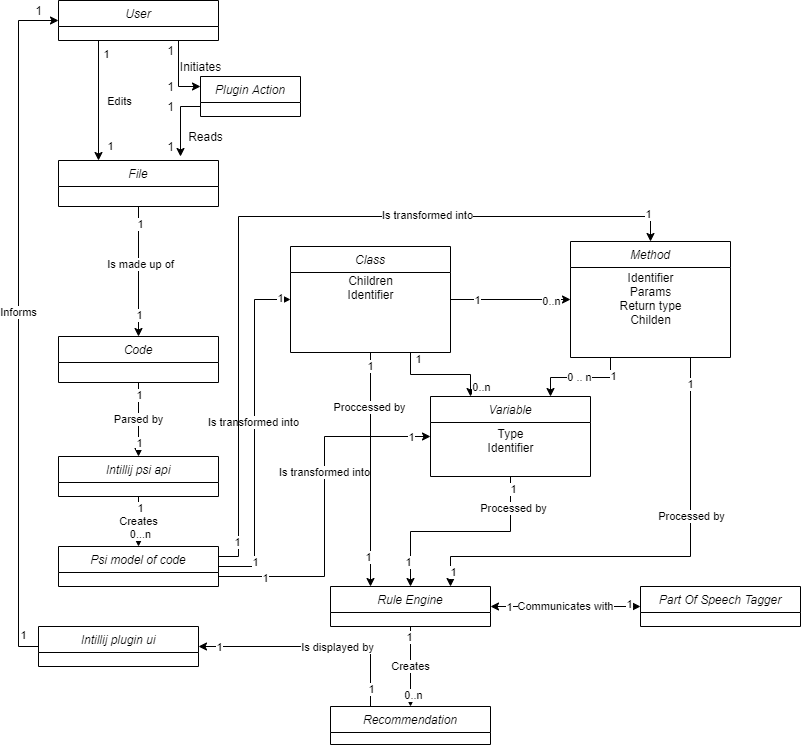 1
User
1
1
Initiates
1
Plugin Action
Edits
1
Reads
1
1
File
1
Is transformed into
1
Is made up of
Class
Children
Identifier
Method
Identifier
Params
Return type
Childen
1
1
0..n
Informs
1
Code
1
1
1
0 .. n
1
1
0..n
Proccessed by
Variable
Type
Identifier
Parsed by
Is transformed into
1
1
Intillij psi api
Is transformed into
1
1
Creates
0...n
Processed by
Processed by
1
Psi model of code
1
1
1
1
1
Rule Engine
1
Communicates with
1
Part Of Speech Tagger
1
Intillij plugin ui
1
Is displayed by
1
Creates
1
0..n
Recommendation